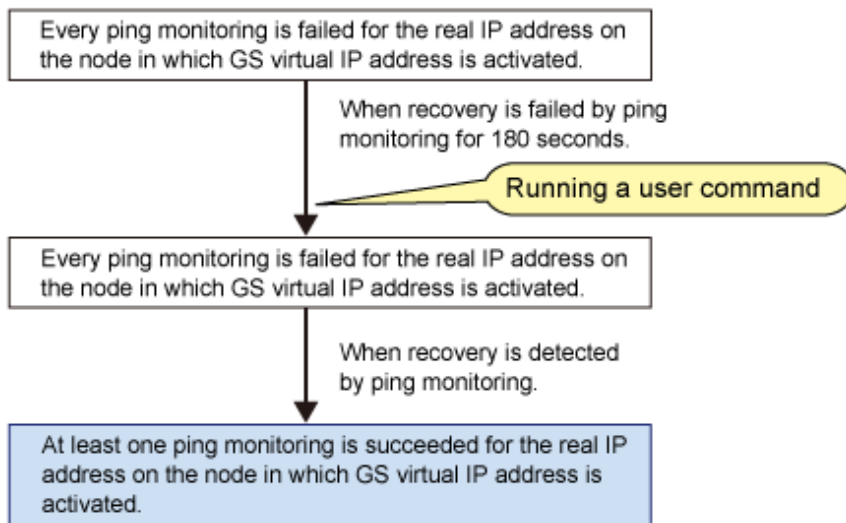 Every ping monitoring is failed for the real IP address on
the node in which GS virtual IP address is activated.
When recovery is failed by ping
monitoring for 180 seconds.
Running a user command
Every ping monitoring is failed for the real IP address on
the node in which GS virtual IP address is activated.
When recovery is detected
by ping monitoring.
At least one ping monitoring is succeeded for the real IP
address on the node in which GS virtual IP address is
activated.